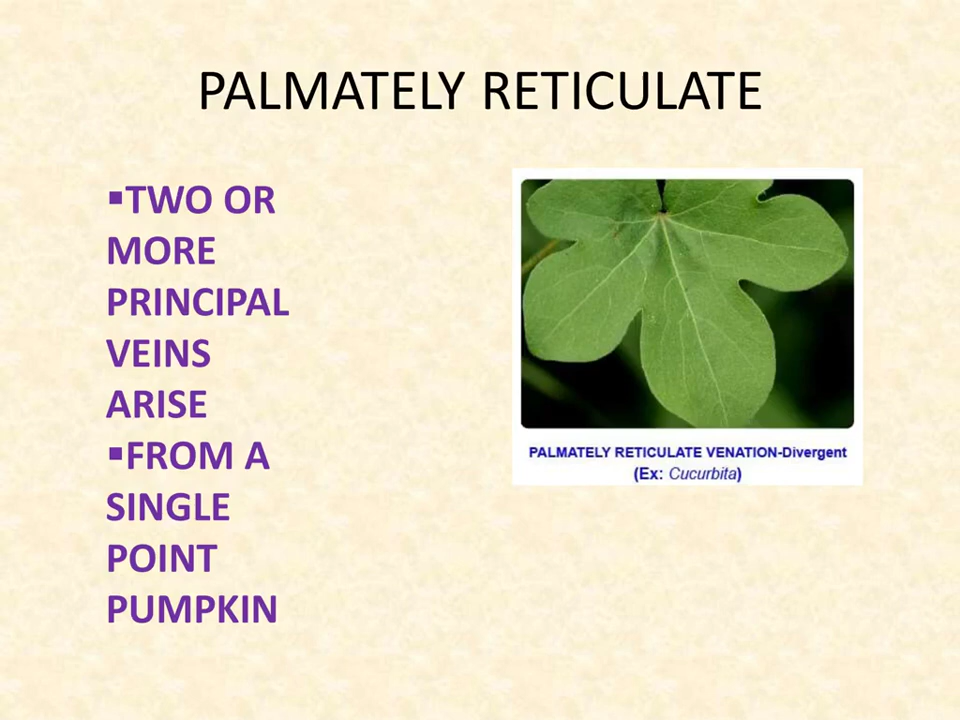 PALMATELY RETICULATE
▪TWO OR
MORE
PRINCIPAL
VEINS
ARISE
▪FROM A
SINGLE
POINT
PUMPKIN
PALMATELY RETICULATE VENATION-Divergent
(Ex: Cucurbita)